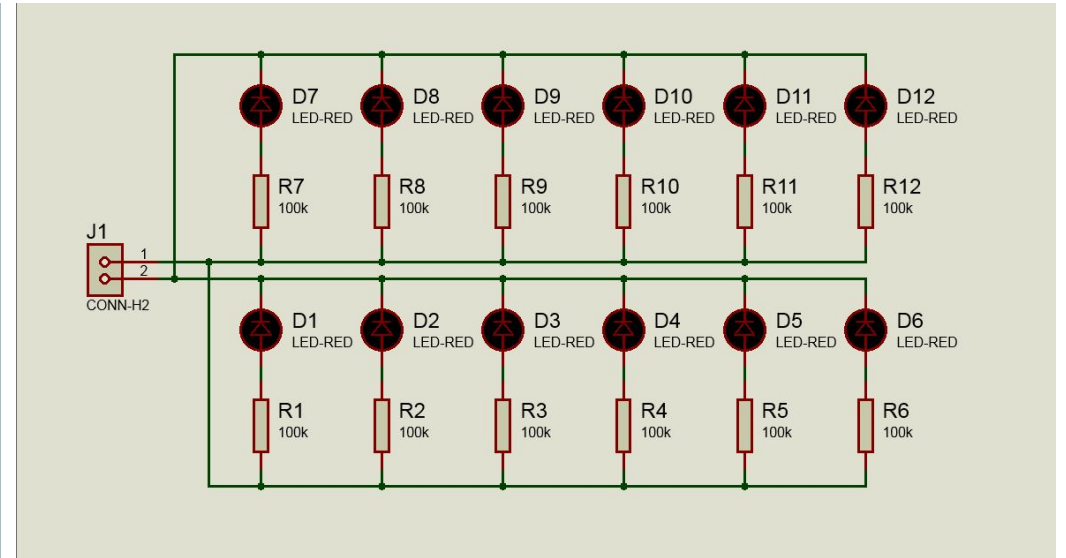 D7
LED-RED
D8
LED-RED
D9
LED-RED
D10
LED-RED
D11
LED-RED
D12
LED-RED
R7
100k
R8
100k
R9
100k
R10
100k
R11
100k
R12
100k
J1
1
2
CONN-H2
D1
LED-RED
D2
LED-RED
D3
LED-RED
D4
LED-RED
D5
LED-RED
D6
LED-RED
R1
100k
R2
100k
R3
100k
R4
100k
R5
100k
R6
100k